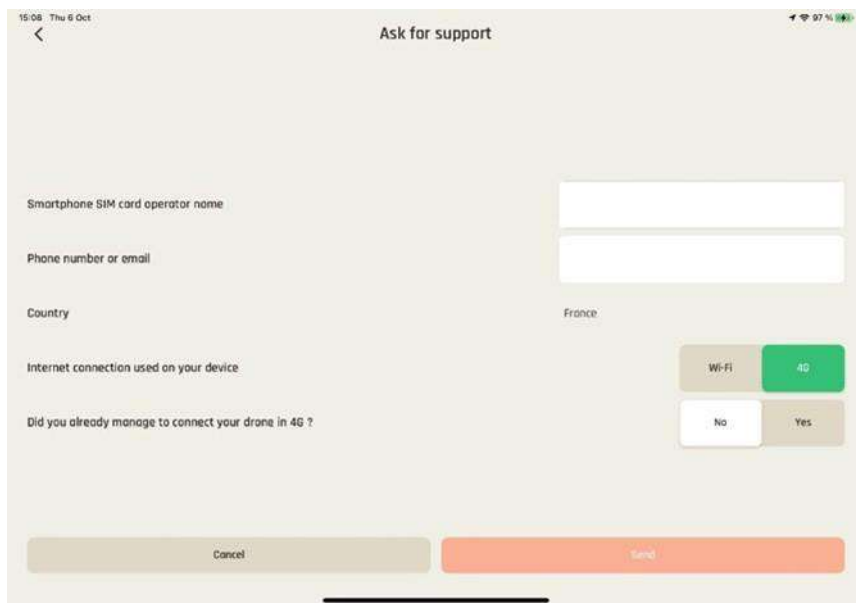 15:08 Thu 6 Oct
97 %
Ask for support
Smartphone SIM card operator name
Phone number or email
Country
France
Internet connection used on your device
Wi-Fi
4G
Did you already manage to connect your drone in 4G ?
No
Yes
Cancel
Send